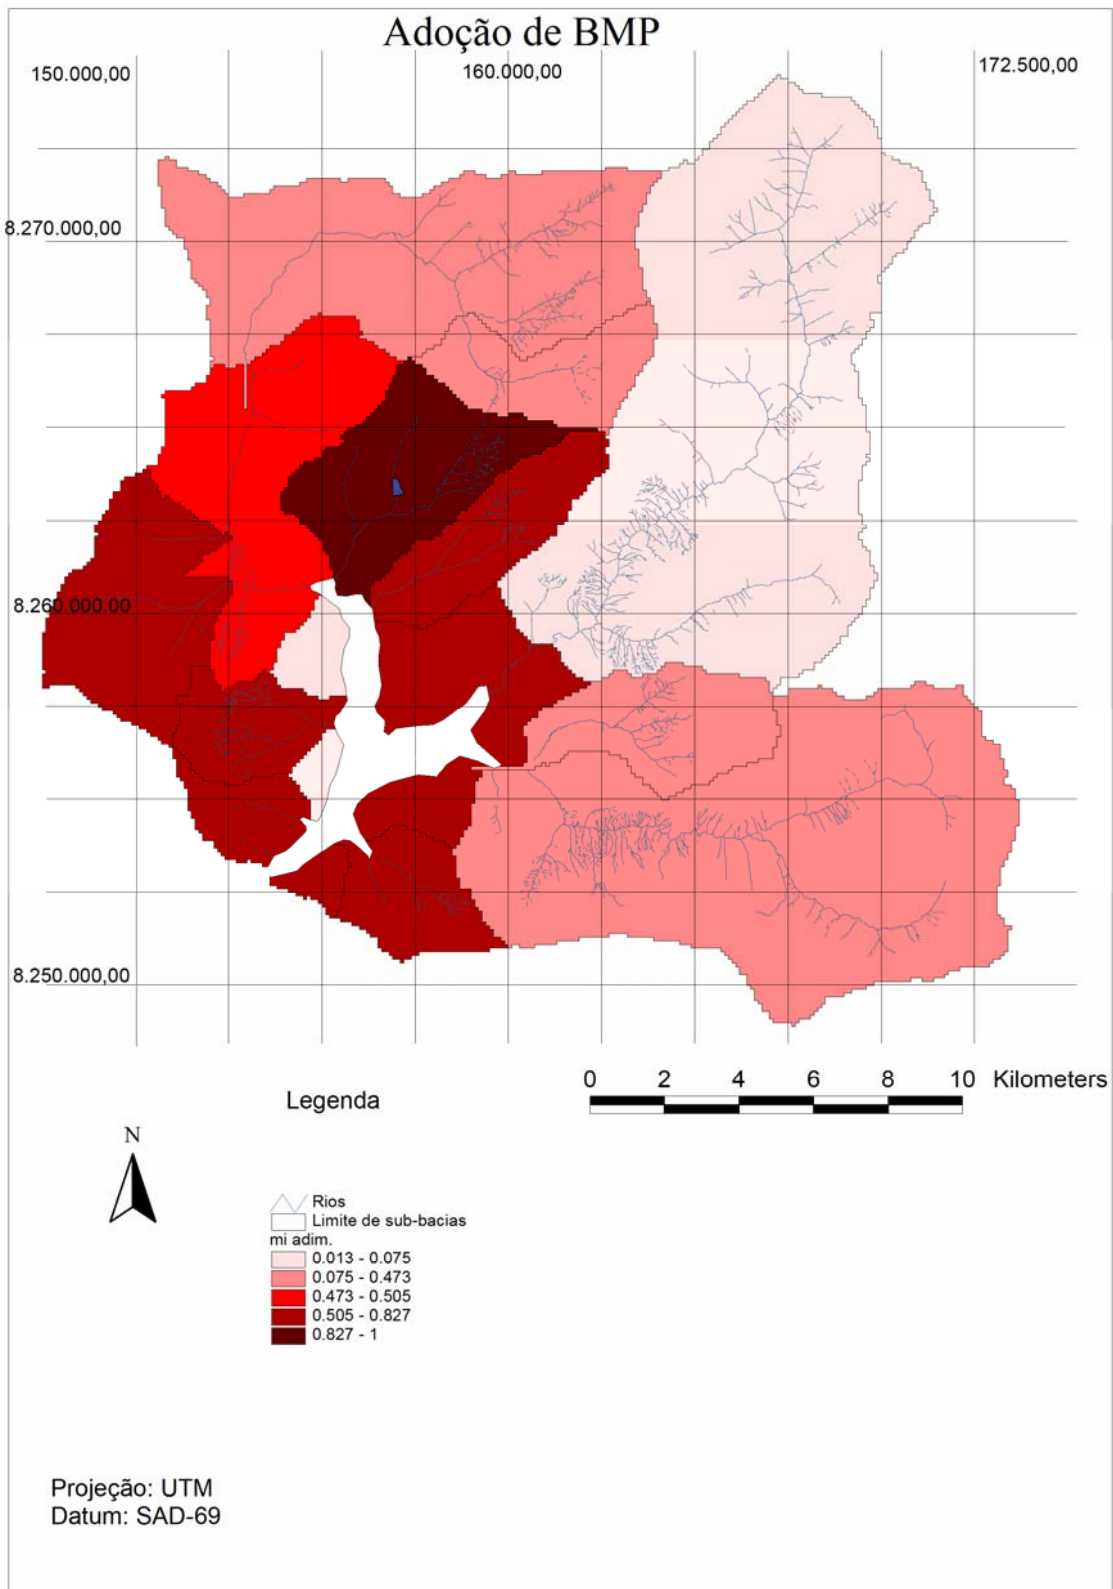 Adoção de BMP
150.000,00
160.000,00
172.500,00
8.270.000,00
8.260.000,00
8.250.000,00
0 2 4 6 8 10 Kilometers
Legenda
N
Rios
Limite de sub-bacias
mi adim.
0.013 - 0.075
0.075 - 0.473
0.473 - 0.505
0.505 - 0.827
0.827 - 1
Projeção: UTM
Datum: SAD-69